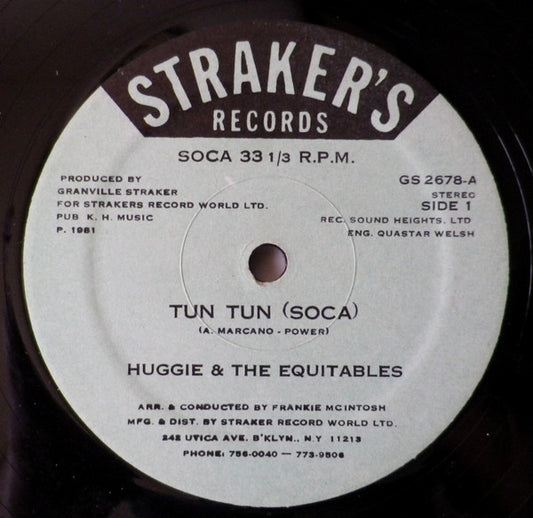 STRAKER'S
RECORDS
SOCA 33 1/3 R.P.M.
PRODUCED BY
GRANVILLE STRAKER
FOR STRAKERS RECORD WORLD LTD.
PUB K. H. MUSIC
P. 1981
GS 2678-A
STEREO
SIDE 1
REC. SOUND HEIGHTS. LTD
ENG. QUASTAR WELSH
TUN TUN (SOCA)
(A. MARCANO - POWER)
HUGGIE & THE EQUITABLES
ARR. & CONDUCTED BY FRANKIE McINTOSH
MFG. & DIST. BY STRAKER RECORD WORLD LTD.
242 UTICA AVE. B'KLYN., N.Y 11213
PHONE: 756-0040 — 773-9506